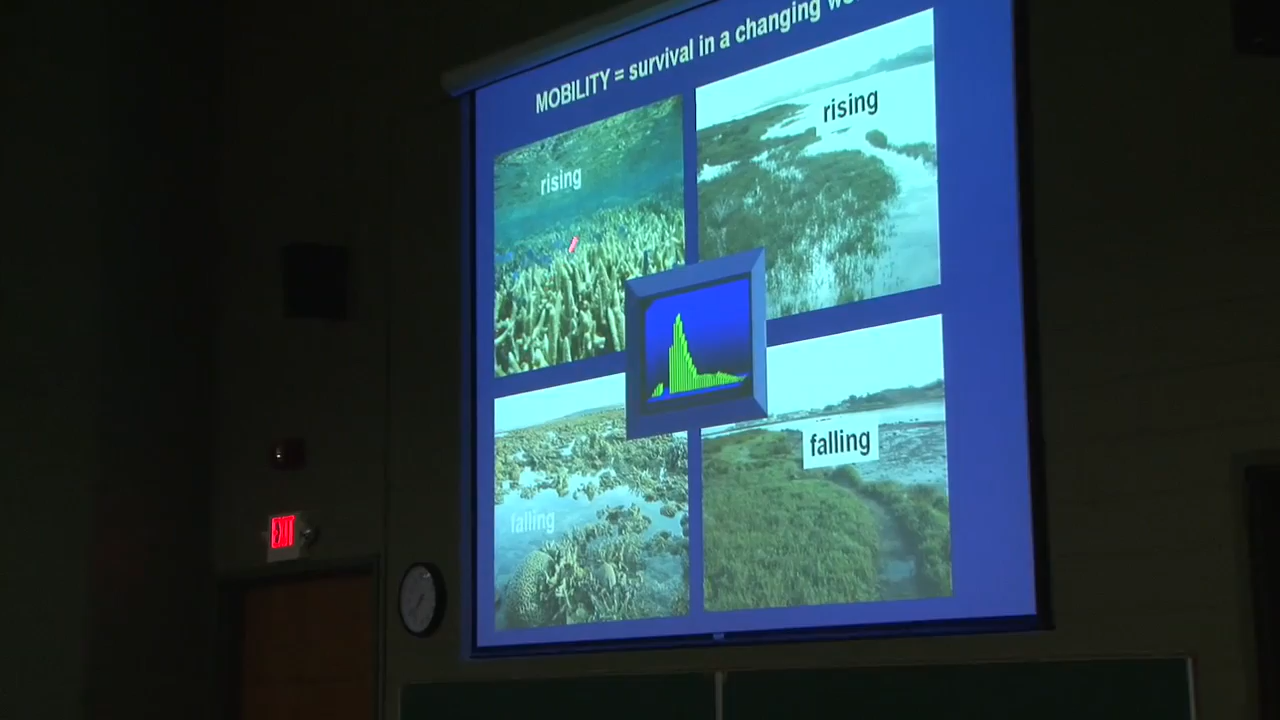 MOBILITY = survival in a changing
rising
rising
falling
falling
EXIT